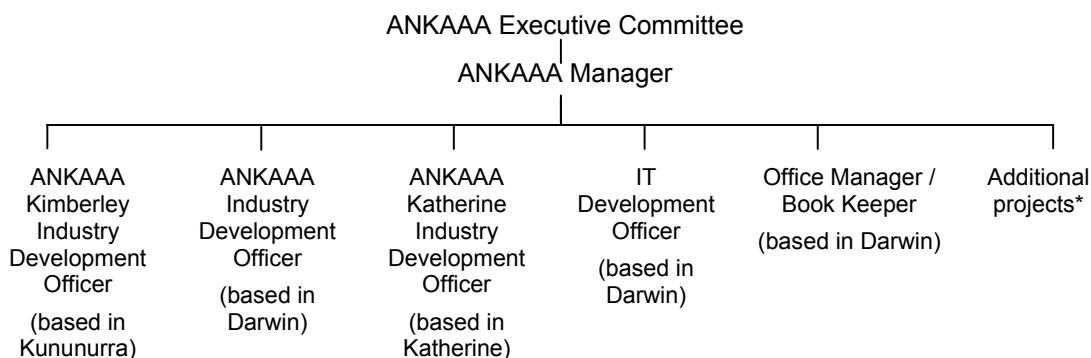 ANKAAA Executive Committee
ANKAAA Manager
ANKAAA
Kimberley
Industry
Development
Officer
(based in
Kununurra)
ANKAAA
Industry
Development
Officer
(based in
Darwin)
ANKAAA
Katherine
Industry
Development
Officer
(based in
Katherine)
IT
Development
Officer
(based in
Darwin)
Office Manager /
Book Keeper
(based in Darwin)
Additional
projects*